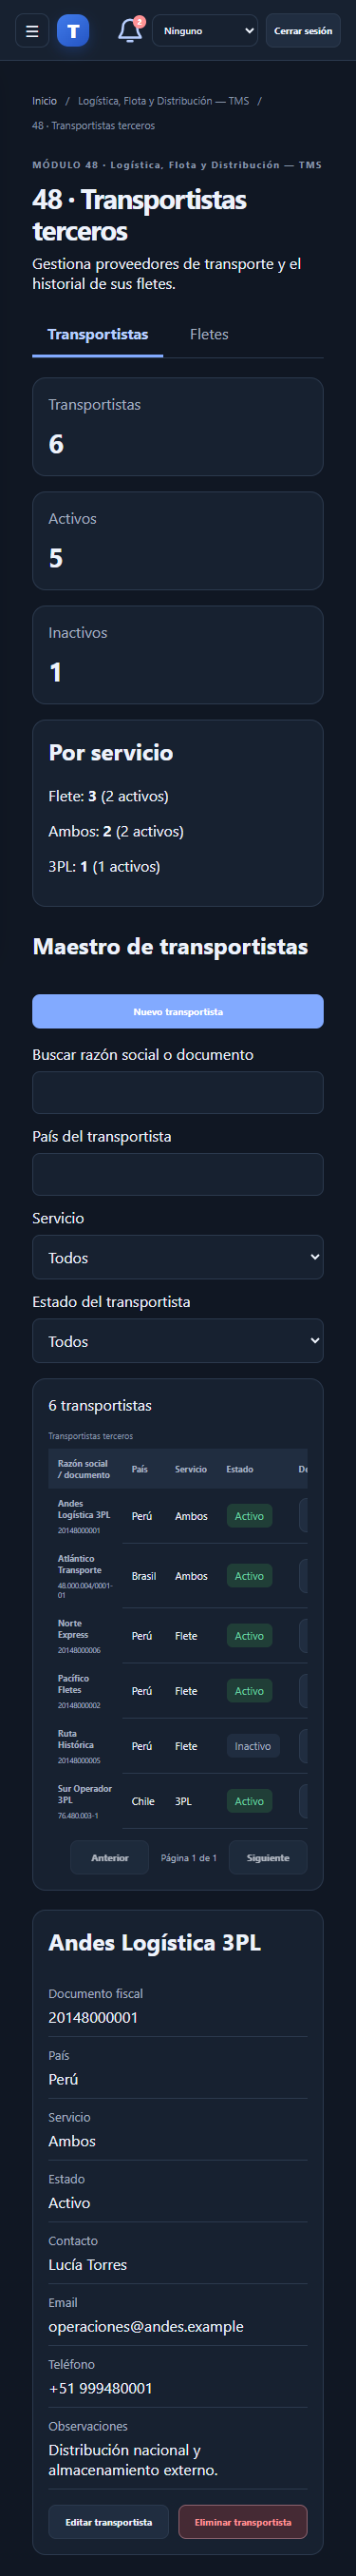 ☰ T 2 Ninguno Cerrar sesión
Inicio / Logística, Flota y Distribución — TMS /
48 · Transportistas terceros
MÓDULO 48 · Logística, Flota y Distribución — TMS
48 · Transportistas
terceros
Gestiona proveedores de transporte y el
historial de sus fletes.
Transportistas Fletes
Transportistas
6
Activos
5
Inactivos
1
Por servicio
Flete: 3 (2 activos)
Ambos: 2 (2 activos)
3PL: 1 (1 activos)
Maestro de transportistas
Nuevo transportista
Buscar razón social o documento
País del transportista
Servicio
Todos
Estado del transportista
Todos
6 transportistas
Transportistas terceros
Razón social
/ documento País Servicio Estado De
Andes
Logística 3PL
20148000001 Perú Ambos Activo
Atlántico
Transporte
48.000.004/0001-
01 Brasil Ambos Activo
Norte
Express
20148000006 Perú Flete Activo
Pacífico
Fletes
20148000002 Perú Flete Activo
Ruta
Histórica
20148000005 Perú Flete Inactivo
Sur Operador
3PL
76.480.003-1 Chile 3PL Activo
Anterior Página 1 de 1 Siguiente
Andes Logística 3PL
Documento fiscal
20148000001
País
Perú
Servicio
Ambos
Estado
Activo
Contacto
Lucía Torres
Email
operaciones@andes.example
Teléfono
+51 999480001
Observaciones
Distribución nacional y
almacenamiento externo.
Editar transportista Eliminar transportista